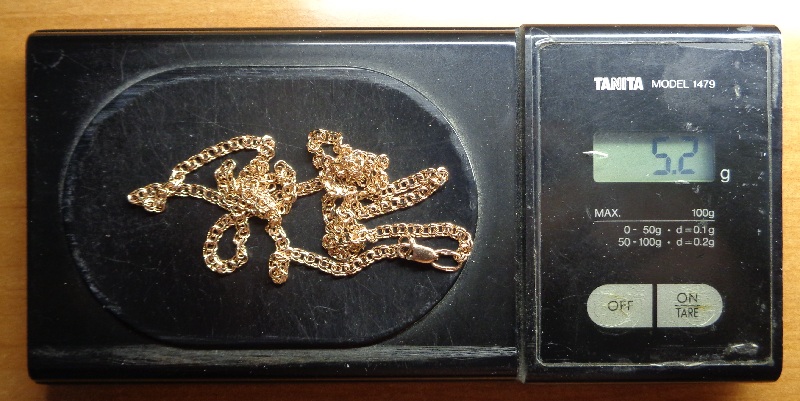 TANITA MODEL 1479
5.2 g
MAX. 100g
0 - 50g · d=0.1g
50 - 100g · d=0.2g
OFF
ON
TARE